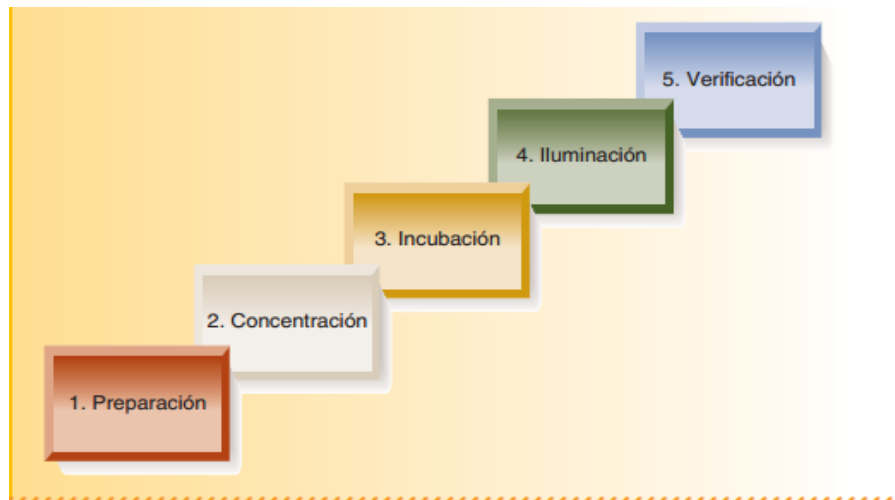 1. Preparación
2. Concentración
3. Incubación
4. Iluminación
5. Verificación